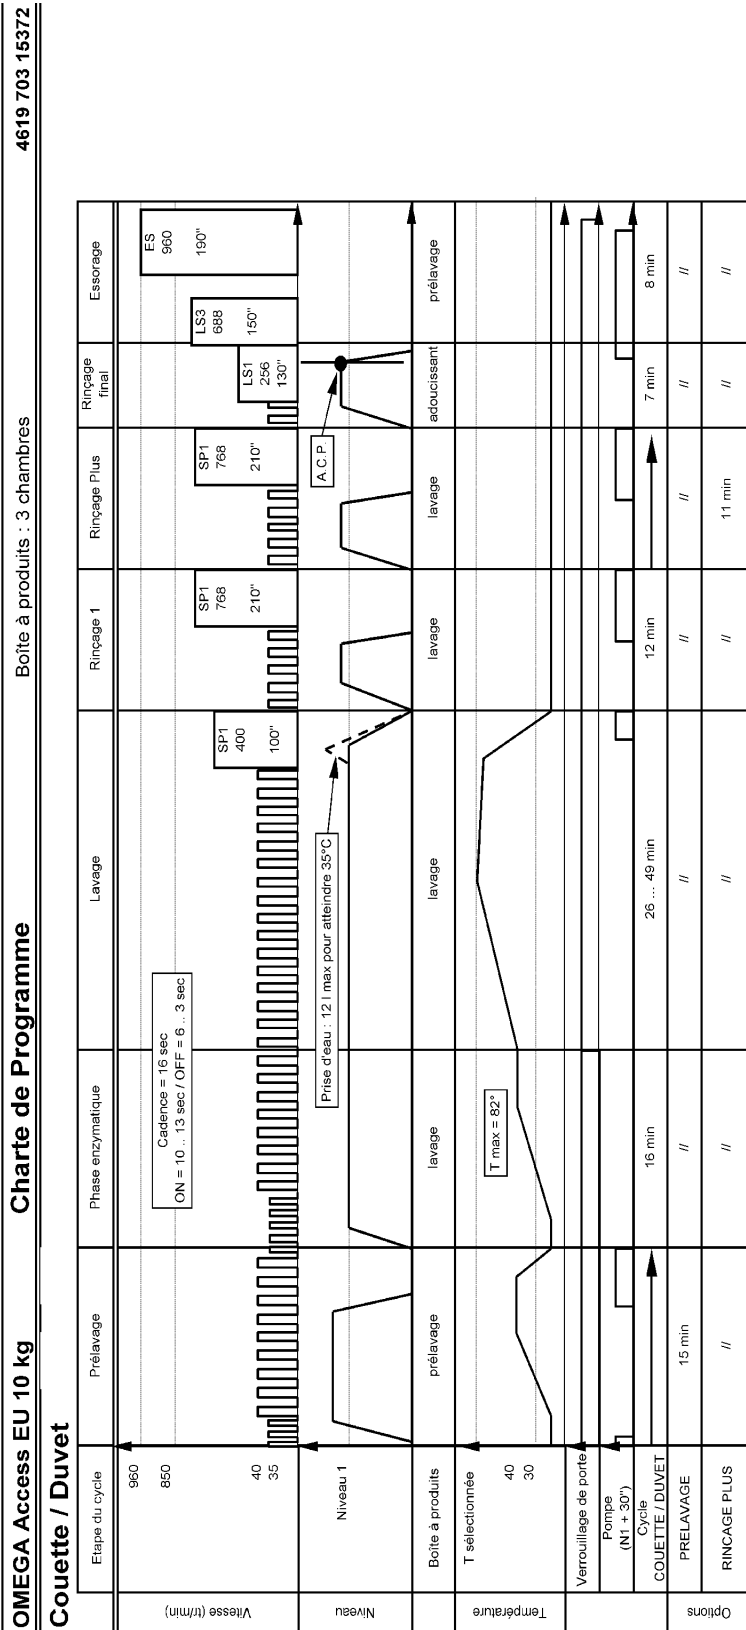 OMEGA Access EU 10 kg
Charte de Programme
Boîte à produits : 3 chambres
4619 703 15372
Couette / Duvet
Etape du cycle
Prélavage
Phase enzymatique
Lavage
Rinçage 1
Rinçage Plus
Rinçage
final
Essorage
Vitesse (tr/min)
960
850
40
35
Cadence = 16 sec
ON = 10 .. 13 sec / OFF = 6 .. 3 sec
SP1
400
100"
SP1
768
210"
SP1
768
210"
LS1
256
130"
LS3
688
150"
ES
960
190"
Niveau
Niveau 1
Prise d'eau : 12 l max pour atteindre 35°C
A.C.P.
Boîte à produits
prélavage
lavage
lavage
lavage
lavage
adoucissant
prélavage
Température
T sélectionnée
40
30
T max = 82°
Verrouillage de porte
Pompe
(N1 + 30")
Cycle
COUETTE / DUVET
16 min
26 ... 49 min
12 min
7 min
8 min
Options
PRELAVAGE
15 min
//
//
//
//
//
//
RINCAGE PLUS
//
//
//
//
11 min
//
//